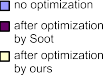 no optimization
after optimization
by Soot
after optimization
by ours